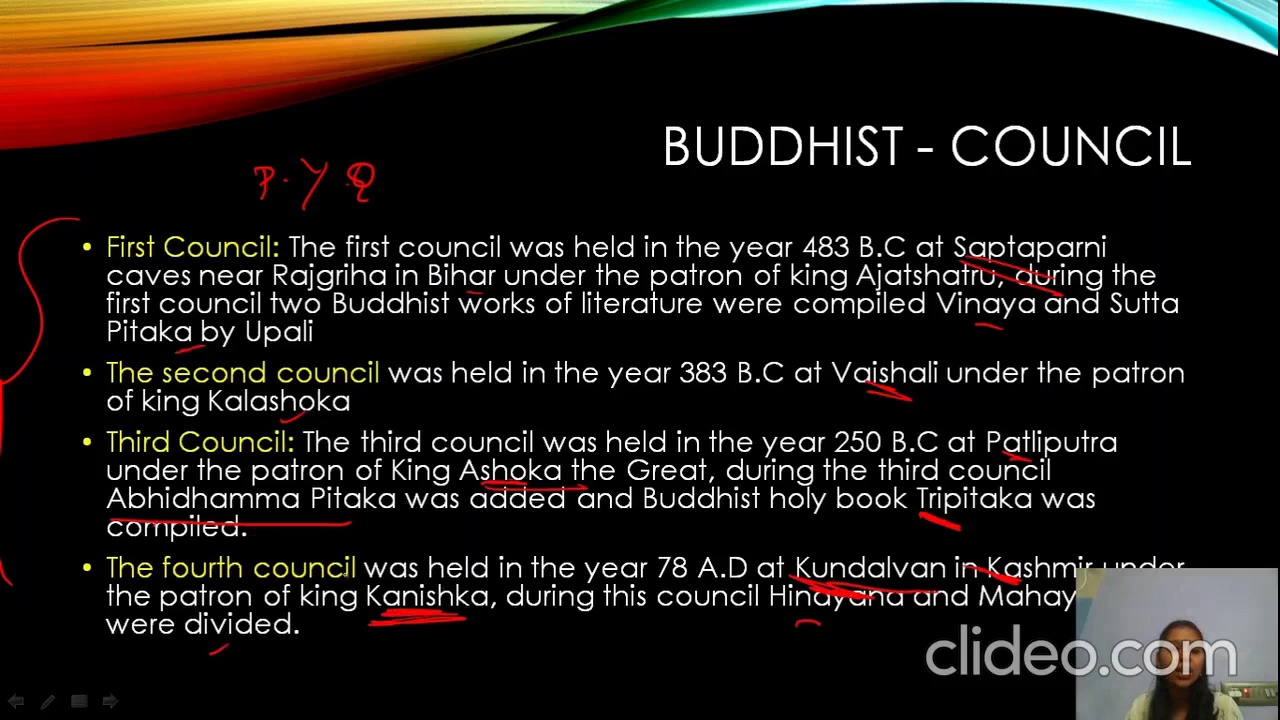 BUDDHIST - COUNCIL
P. Y. Q
• First Council: The first council was held in the year 483 B.C at Saptaparni
caves near Rajgriha in Bihar under the patron of king Ajatshatru, during the
first council two Buddhist works of literature were compiled Vinaya and Sutta
Pitaka by Upali
• The second council was held in the year 383 B.C at Vaishali under the patron
of king Kalashoka
• Third Council: The third council was held in the year 250 B.C at Patliputra
under the patron of King Ashoka the Great, during the third council
Abhidhamma Pitaka was added and Buddhist holy book Tripitaka was
compiled.
• The fourth council was held in the year 78 A.D at Kundalvan in Kashmir under
the patron of king Kanishka, during this council Hinayana and Mahay
were divided.
clideo.com